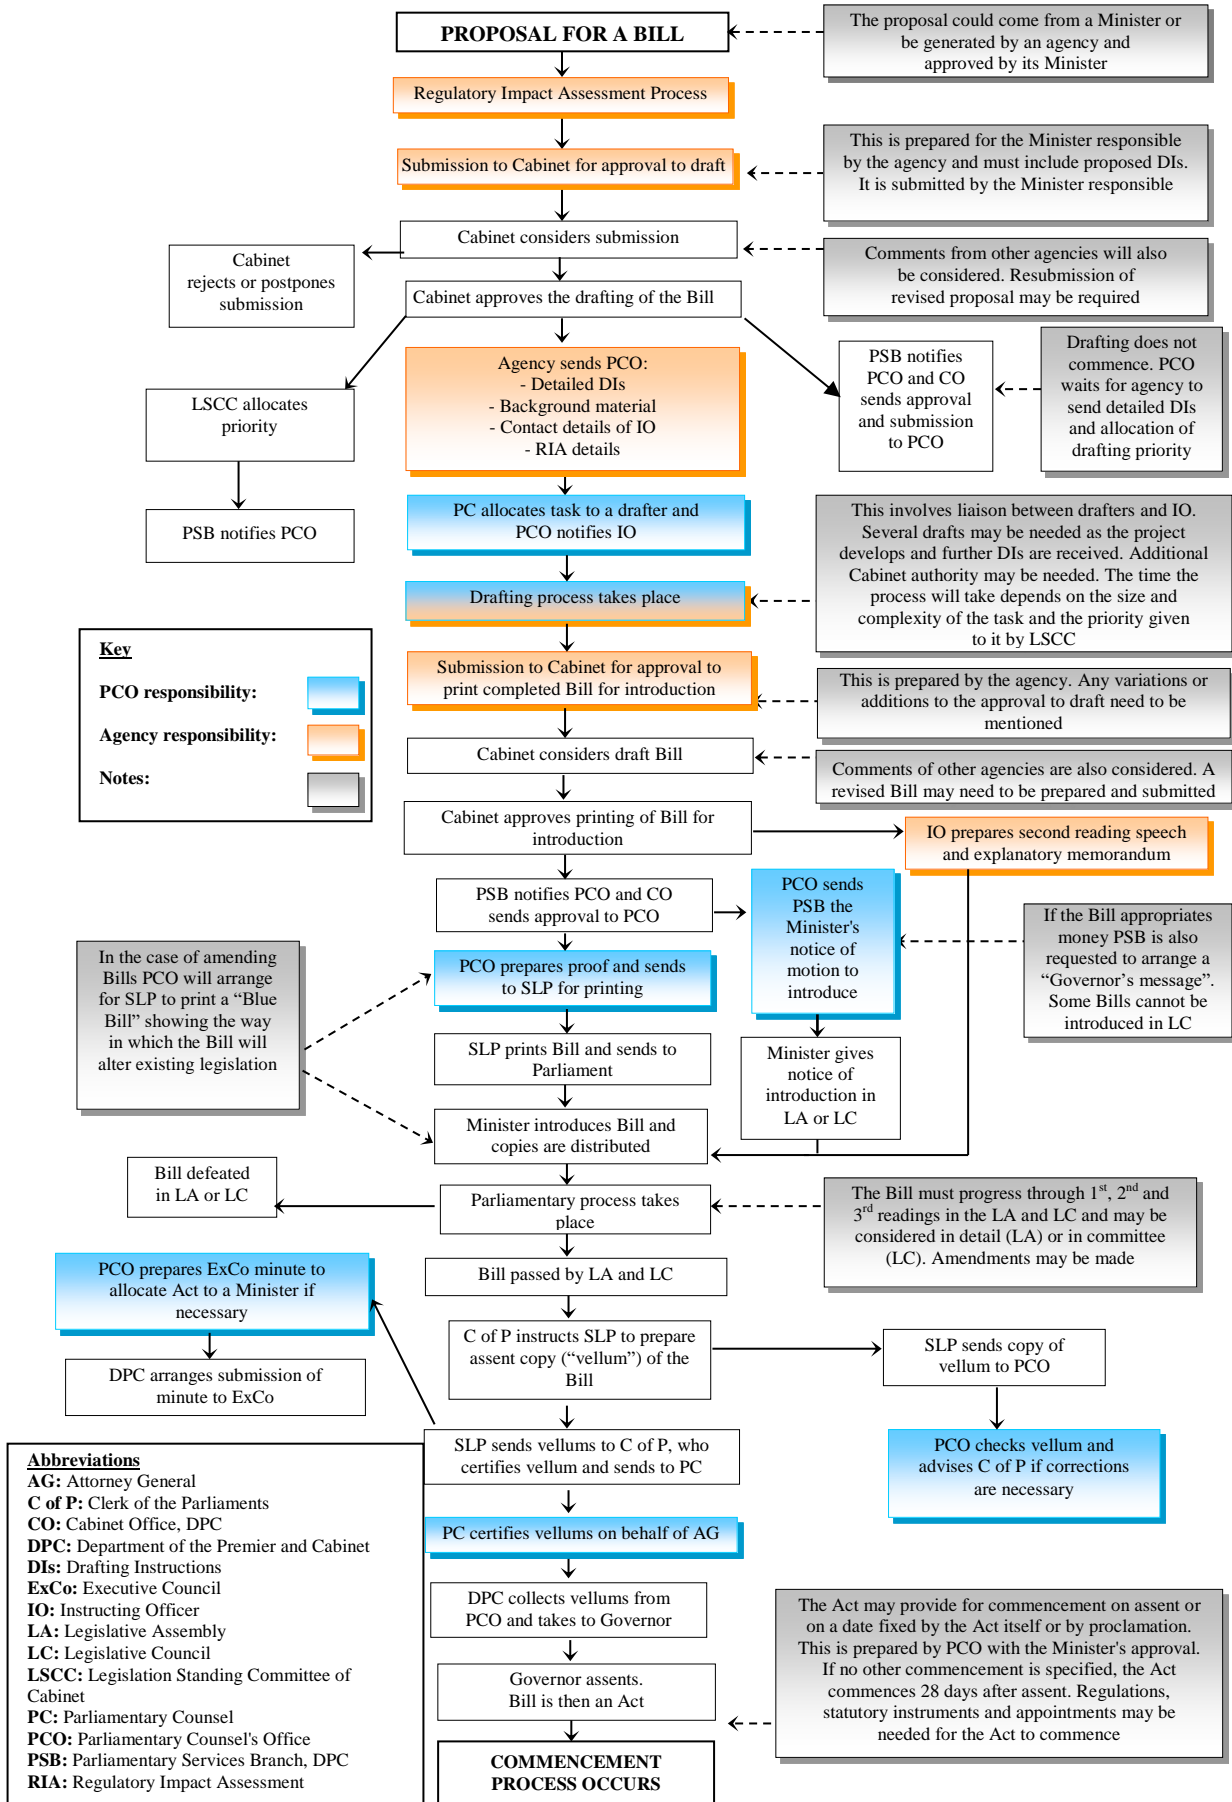 PROPOSAL FOR A BILL
The proposal could come from a Minister or
be generated by an agency and
approved by its Minister
Regulatory Impact Assessment Process
Submission to Cabinet for approval to draft
This is prepared for the Minister responsible
by the agency and must include proposed DIs.
It is submitted by the Minister responsible
Cabinet considers submission
Cabinet
rejects or postpones
submission
Comments from other agencies will also
be considered. Resubmission of
revised proposal may be required
Cabinet approves the drafting of the Bill
LSCC allocates
priority
PSB notifies PCO
Agency sends PCO:
- Detailed DIs
- Background material
- Contact details of IO
- RIA details
PSB notifies
PCO and CO
sends approval
and submission
to PCO
Drafting does not
commence. PCO
waits for agency to
send detailed DIs
and allocation of
drafting priority
PC allocates task to a drafter and
PCO notifies IO
Drafting process takes place
This involves liaison between drafters and IO.
Several drafts may be needed as the project
develops and further DIs are received. Additional
Cabinet authority may be needed. The time the
process will take depends on the size and
complexity of the task and the priority given
to it by LSCC
Key
PCO responsibility:
Agency responsibility:
Notes:
Submission to Cabinet for approval to
print completed Bill for introduction
This is prepared by the agency. Any variations or
additions to the approval to draft need to be
mentioned
Cabinet considers draft Bill
Comments of other agencies are also considered. A
revised Bill may need to be prepared and submitted
Cabinet approves printing of Bill for
introduction
IO prepares second reading speech
and explanatory memorandum
PSB notifies PCO and CO
sends approval to PCO
PCO sends
PSB the
Minister's
notice of
motion to
introduce
If the Bill appropriates
money PSB is also
requested to arrange a
“Governor’s message”.
Some Bills cannot be
introduced in LC
In the case of amending
Bills PCO will arrange
for SLP to print a “Blue
Bill” showing the way
in which the Bill will
alter existing legislation
PCO prepares proof and sends
to SLP for printing
SLP prints Bill and sends to
Parliament
Minister gives
notice of
introduction in
LA or LC
Minister introduces Bill and
copies are distributed
Bill defeated
in LA or LC
Parliamentary process takes
place
The Bill must progress through 1st, 2nd and
3rd readings in the LA and LC and may be
considered in detail (LA) or in committee
(LC). Amendments may be made
PCO prepares ExCo minute to
allocate Act to a Minister if
necessary
Bill passed by LA and LC
DPC arranges submission of
minute to ExCo
C of P instructs SLP to prepare
assent copy (“vellum”) of the
Bill
SLP sends copy of
vellum to PCO
SLP sends vellums to C of P, who
certifies vellum and sends to PC
PCO checks vellum and
advises C of P if corrections
are necessary
PC certifies vellums on behalf of AG
DPC collects vellums from
PCO and takes to Governor
Governor assents.
Bill is then an Act
The Act may provide for commencement on assent or
on a date fixed by the Act itself or by proclamation.
This is prepared by PCO with the Minister's approval.
If no other commencement is specified, the Act
commences 28 days after assent. Regulations,
statutory instruments and appointments may be
needed for the Act to commence
COMMENCEMENT
PROCESS OCCURS
Abbreviations
AG: Attorney General
C of P: Clerk of the Parliaments
CO: Cabinet Office, DPC
DPC: Department of the Premier and Cabinet
DIs: Drafting Instructions
ExCo: Executive Council
IO: Instructing Officer
LA: Legislative Assembly
LC: Legislative Council
LSCC: Legislation Standing Committee of
Cabinet
PC: Parliamentary Counsel
PCO: Parliamentary Counsel's Office
PSB: Parliamentary Services Branch, DPC
RIA: Regulatory Impact Assessment